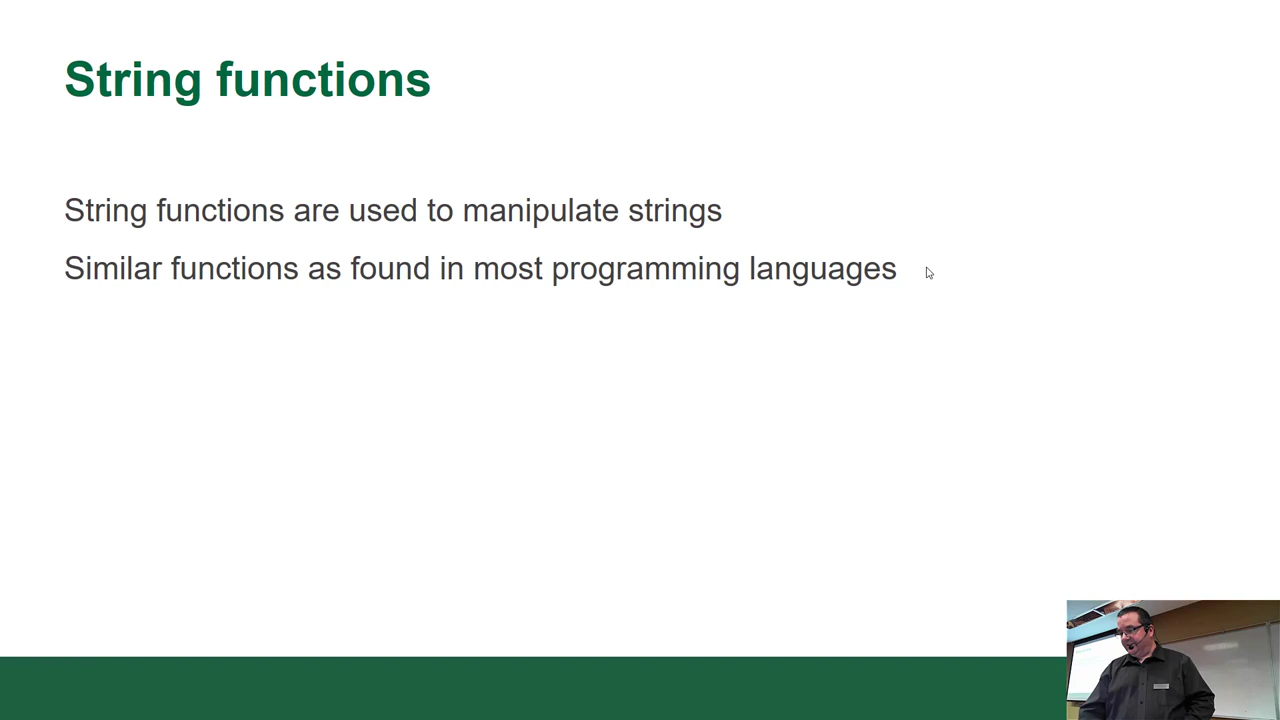 String functions
String functions are used to manipulate strings
Similar functions as found in most programming languages